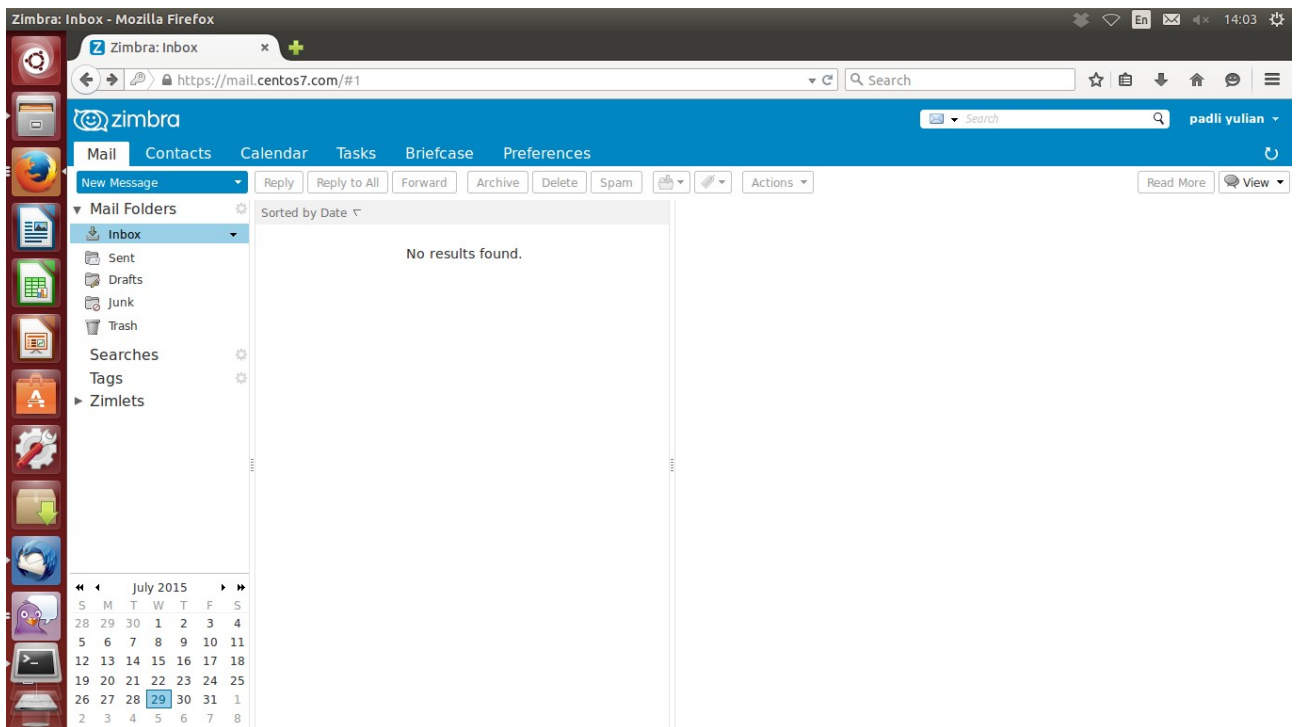 Zimbra: Inbox - Mozilla Firefox
En
14:03
Zimbra: Inbox
https://mail.centos7.com/#1
Search
zimbra
Search
padli yulian
Mail Contacts Calendar Tasks Briefcase Preferences
New Message Reply Reply to All Forward Archive Delete Spam Actions Read More View
Mail Folders
Sorted by Date
Inbox
No results found.
Sent
Drafts
Junk
Trash
Searches
Tags
Zimlets
July 2015
S M T W T F S
28 29 30 1 2 3 4
5 6 7 8 9 10 11
12 13 14 15 16 17 18
19 20 21 22 23 24 25
26 27 28 29 30 31 1
2 3 4 5 6 7 8